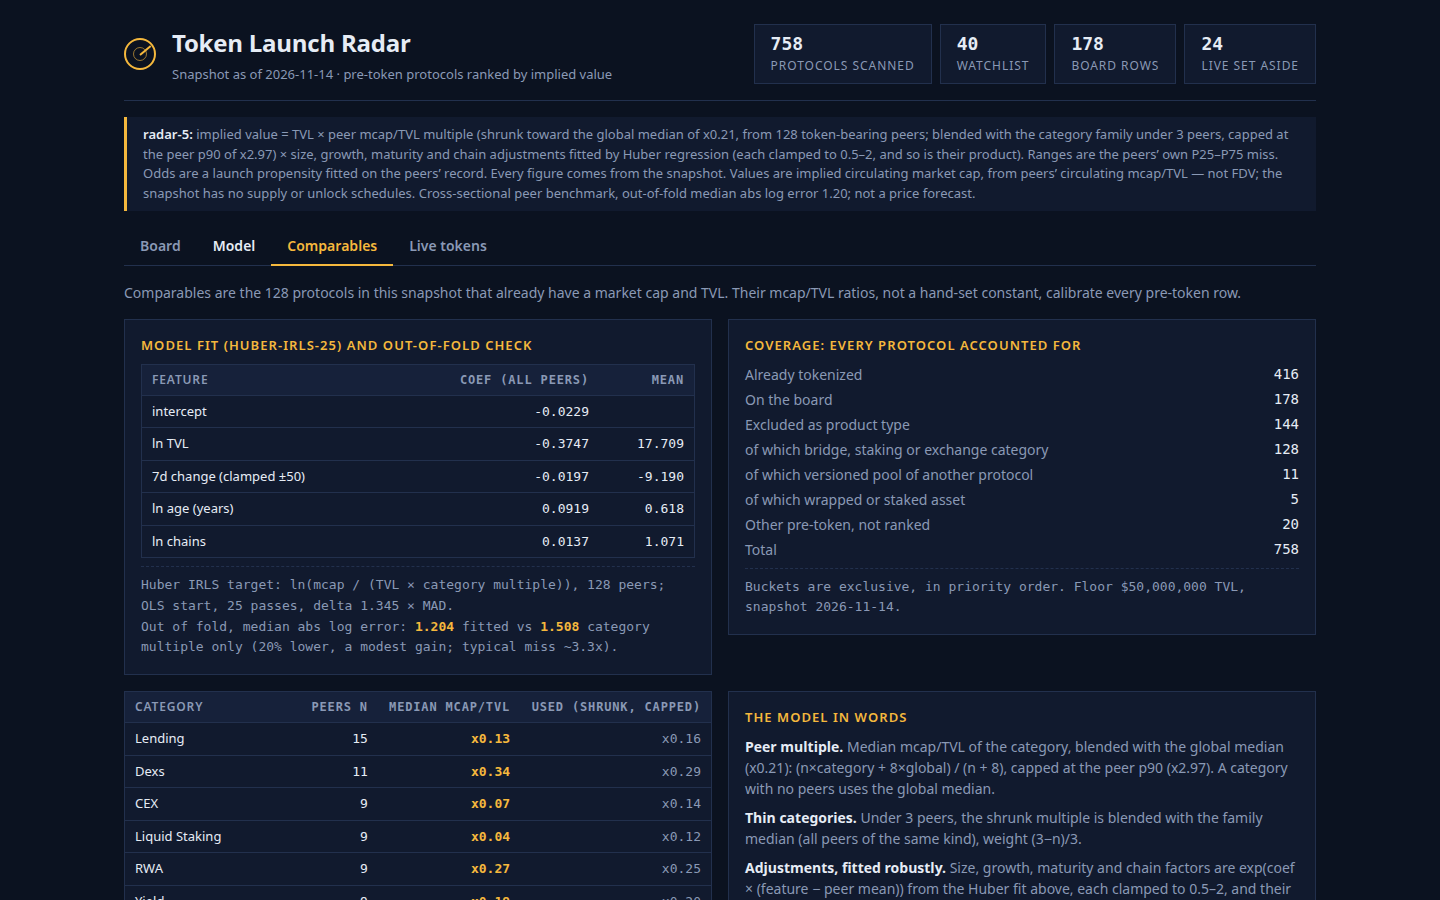 Token Launch Radar
Snapshot as of 2026-11-14 · pre-token protocols ranked by implied value
758
PROTOCOLS SCANNED
40
WATCHLIST
178
BOARD ROWS
24
LIVE SET ASIDE
radar-5: implied value = TVL × peer mcap/TVL multiple (shrunk toward the global median of x0.21, from 128 token-bearing peers; blended with the category family under 3 peers, capped at
the peer p90 of x2.97) × size, growth, maturity and chain adjustments fitted by Huber regression (each clamped to 0.5–2, and so is their product). Ranges are the peers’ own P25–P75 miss.
Odds are a launch propensity fitted on the peers’ record. Every figure comes from the snapshot. Values are implied circulating market cap, from peers’ circulating mcap/TVL — not FDV; the
snapshot has no supply or unlock schedules. Cross-sectional peer benchmark, out-of-fold median abs log error 1.20; not a price forecast.
Board Model Comparables Live tokens
Comparables are the 128 protocols in this snapshot that already have a market cap and TVL. Their mcap/TVL ratios, not a hand-set constant, calibrate every pre-token row.
MODEL FIT (HUBER-IRLS-25) AND OUT-OF-FOLD CHECK
FEATURE COEF (ALL PEERS) MEAN
intercept -0.0229
ln TVL -0.3747 17.709
7d change (clamped ±50) -0.0197 -9.190
ln age (years) 0.0919 0.618
ln chains 0.0137 1.071
Huber IRLS target: ln(mcap / (TVL × category multiple)), 128 peers;
OLS start, 25 passes, delta 1.345 × MAD.
Out of fold, median abs log error: 1.204 fitted vs 1.508 category
multiple only (20% lower, a modest gain; typical miss ~3.3x).
COVERAGE: EVERY PROTOCOL ACCOUNTED FOR
Already tokenized 416
On the board 178
Excluded as product type 144
of which bridge, staking or exchange category 128
of which versioned pool of another protocol 11
of which wrapped or staked asset 5
Other pre-token, not ranked 20
Total 758
Buckets are exclusive, in priority order. Floor $50,000,000 TVL,
snapshot 2026-11-14.
CATEGORY PEERS N MEDIAN MCAP/TVL USED (SHRUNK, CAPPED)
Lending 15 x0.13 x0.16
Dexs 11 x0.34 x0.29
CEX 9 x0.07 x0.14
Liquid Staking 9 x0.04 x0.12
RWA 9 x0.27 x0.25
THE MODEL IN WORDS
Peer multiple. Median mcap/TVL of the category, blended with the global median
(x0.21): (n×category + 8×global) / (n + 8), capped at the peer p90 (x2.97). A category
with no peers uses the global median.
Thin categories. Under 3 peers, the shrunk multiple is blended with the family
median (all peers of the same kind), weight (3−n)/3.
Adjustments, fitted robustly. Size, growth, maturity and chain factors are exp(coef
× (feature − peer mean)) from the Huber fit above, each clamped to 0.5–2, and their